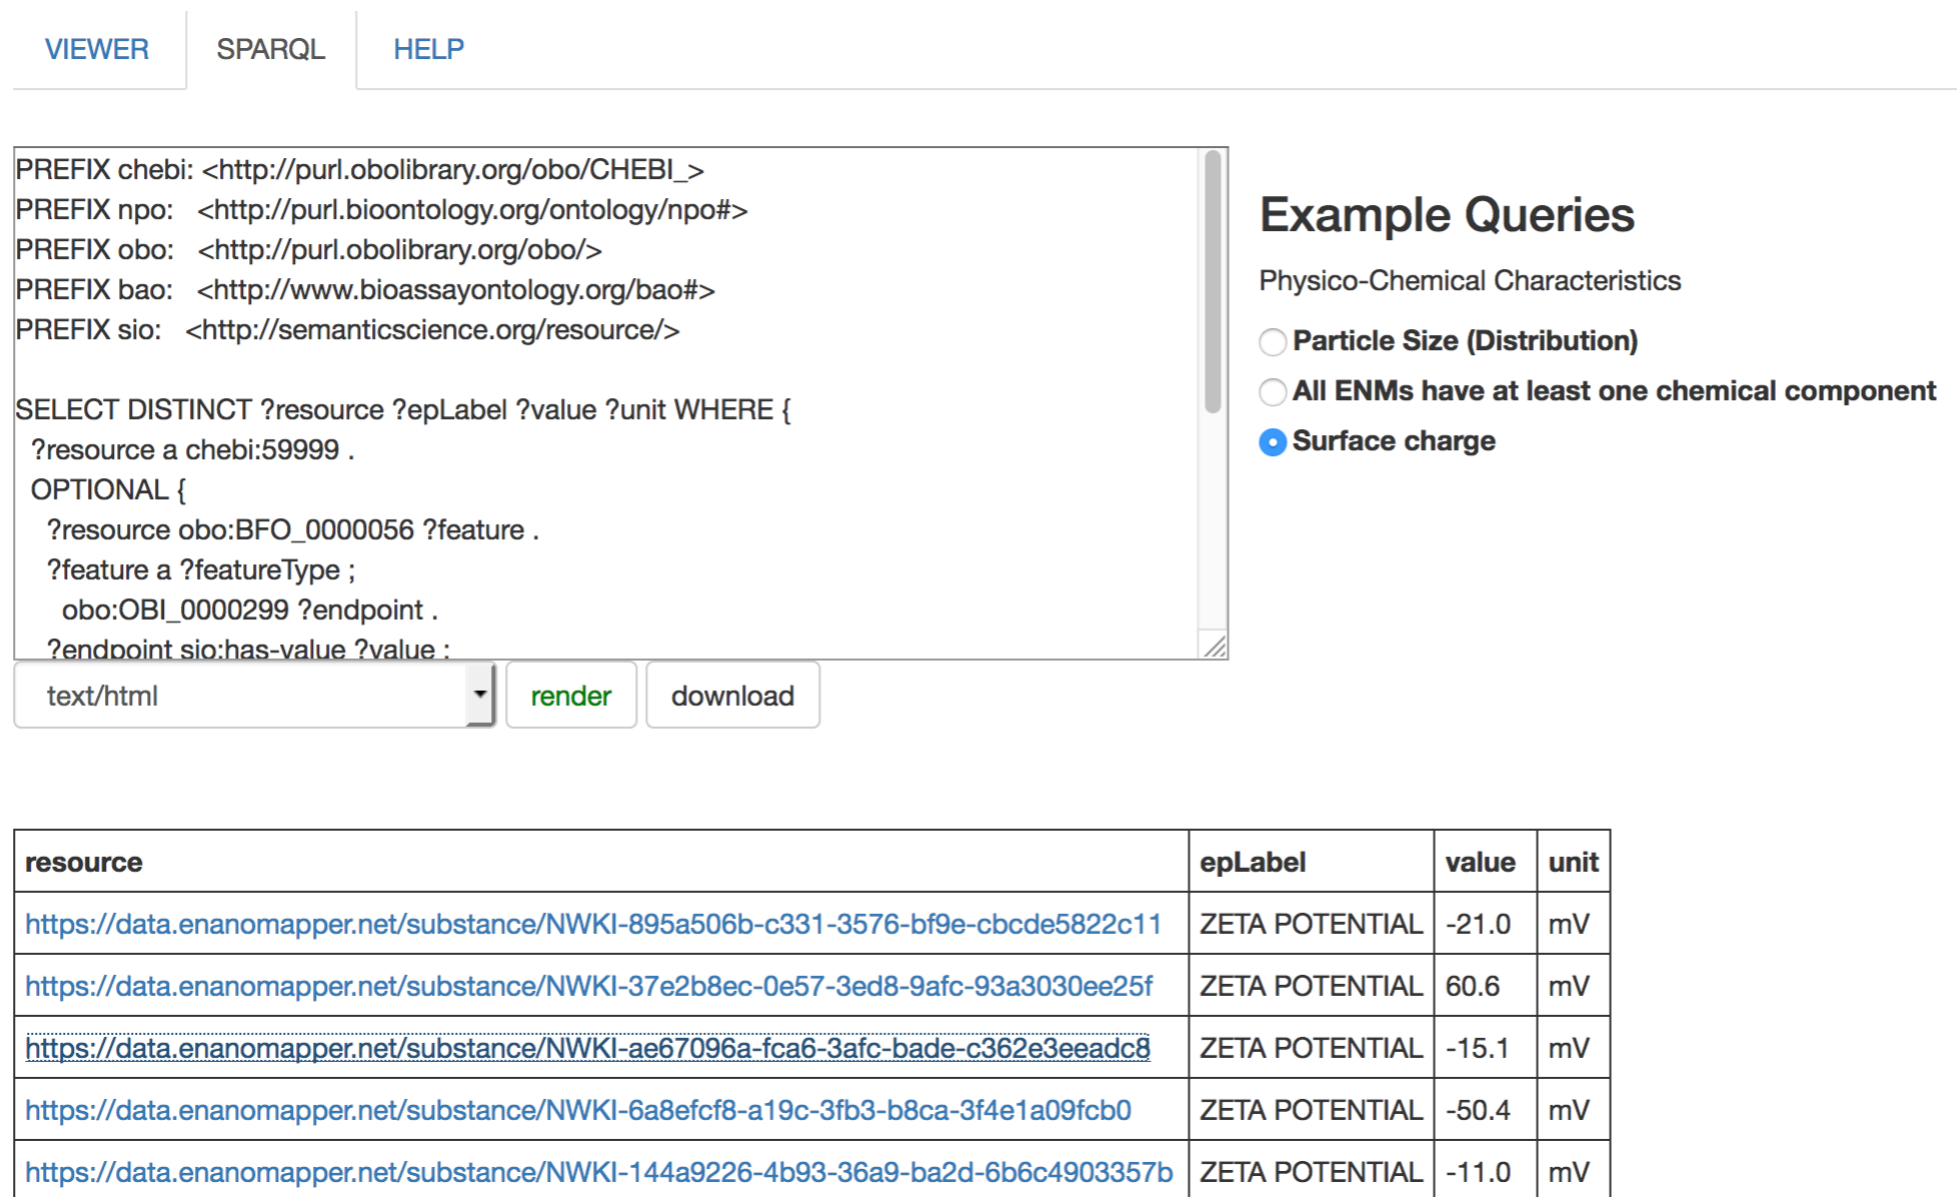 VIEWER SPARQL HELP
PREFIX chebi: <http://purl.obolibrary.org/obo/CHEBI_>
PREFIX npo: <http://purl.bioontology.org/ontology/npo#>
PREFIX obo: <http://purl.obolibrary.org/obo/>
PREFIX bao: <http://www.bioassayontology.org/bao#>
PREFIX sio: <http://semanticscience.org/resource/>
SELECT DISTINCT ?resource ?epLabel ?value ?unit WHERE {
?resource a chebi:59999 .
OPTIONAL {
?resource obo:BFO_0000056 ?feature .
?feature a ?featureType ;
obo:OBI_0000299 ?endpoint .
?endpoint sio:has-value ?value ;
text/html render download
Example Queries
Physico-Chemical Characteristics
Particle Size (Distribution)
All ENMs have at least one chemical component
Surface charge
resource epLabel value unit
https://data.enanomapper.net/substance/NWKI-895a506b-c331-3576-bf9e-cbcde5822c11 ZETA POTENTIAL -21.0 mV
https://data.enanomapper.net/substance/NWKI-37e2b8ec-0e57-3ed8-9afc-93a3030ee25f ZETA POTENTIAL 60.6 mV
https://data.enanomapper.net/substance/NWKI-ae67096a-fca6-3afc-bade-c362e3eeadc8 ZETA POTENTIAL -15.1 mV
https://data.enanomapper.net/substance/NWKI-6a8efcf8-a19c-3fb3-b8ca-3f4e1a09fcb0 ZETA POTENTIAL -50.4 mV
https://data.enanomapper.net/substance/NWKI-144a9226-4b93-36a9-ba2d-6b6c4903357b ZETA POTENTIAL -11.0 mV